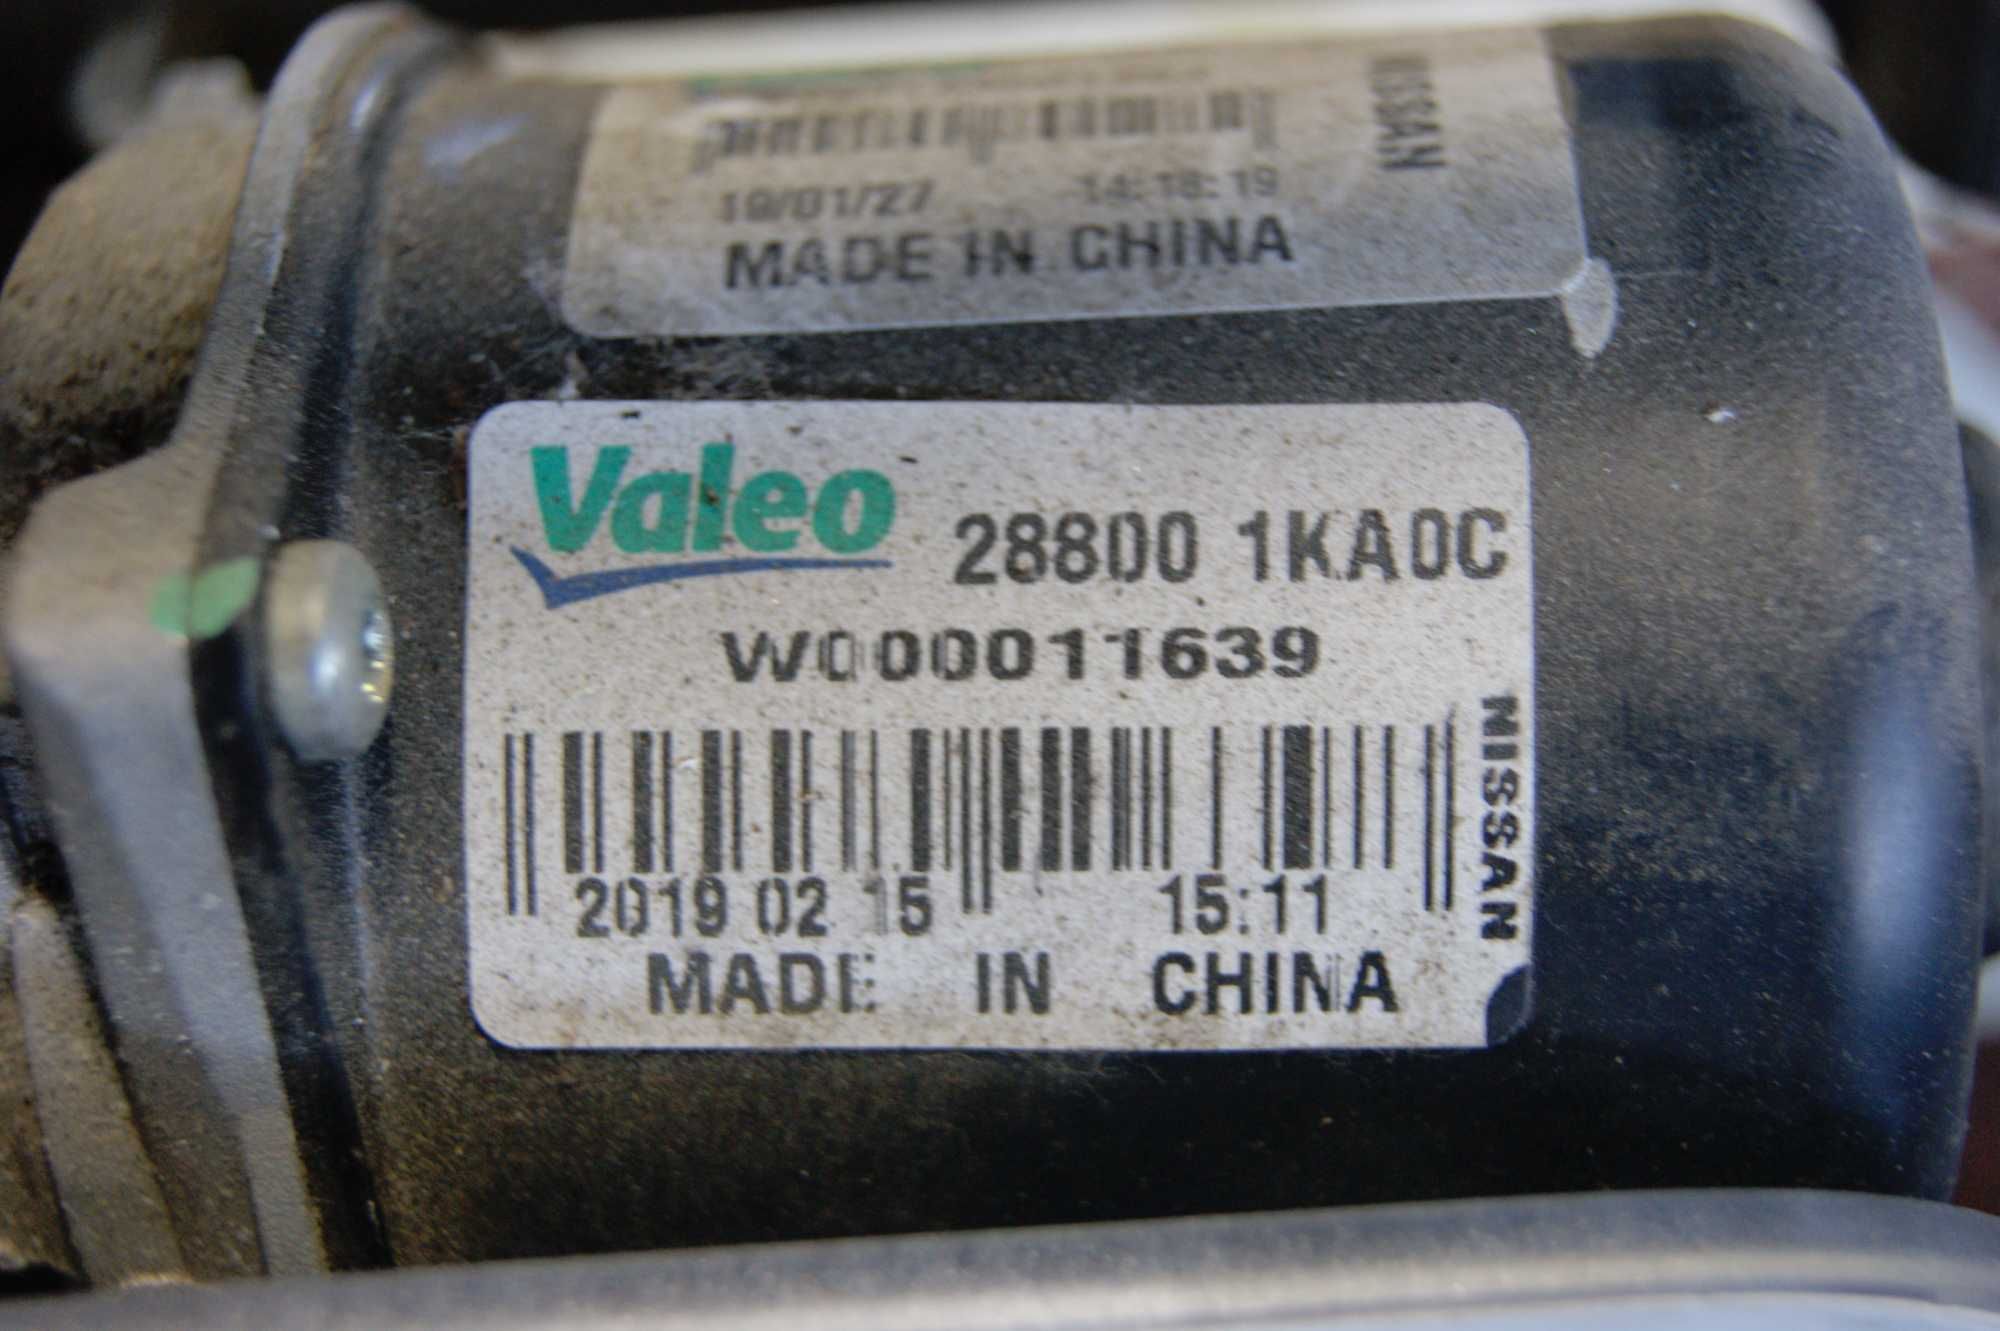 NISSAN
19/01/27 14:18:19
MADE IN CHINA
Valeo
28800 1KA0C
W000011639
NISSAN
2019 02 15 15:11
MADE IN CHINA